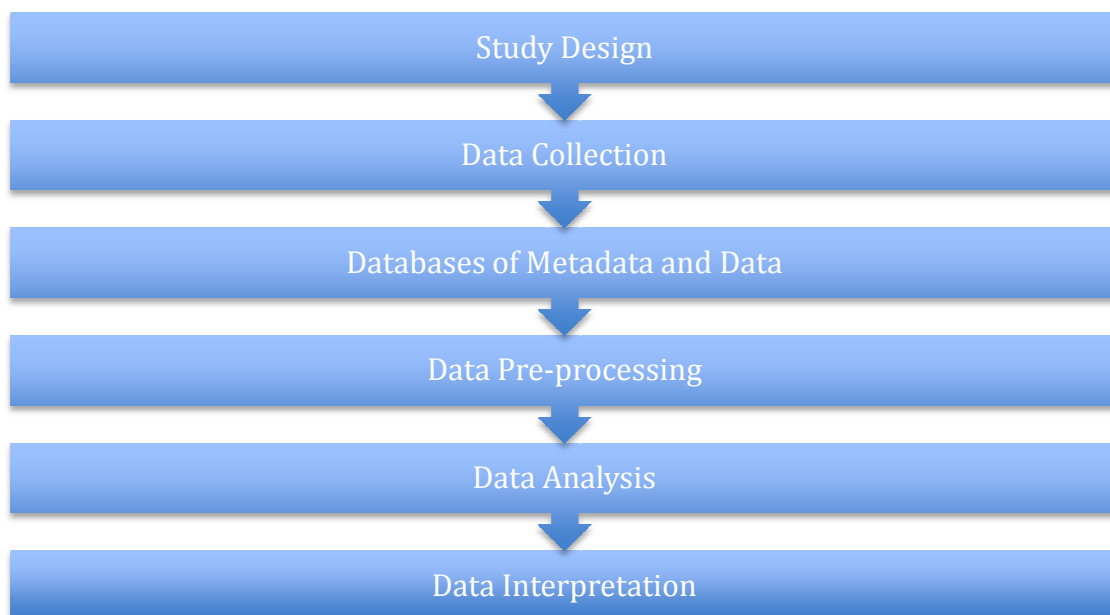 Study Design
Data Collection
Databases of Metadata and Data
Data Pre-processing
Data Analysis
Data Interpretation